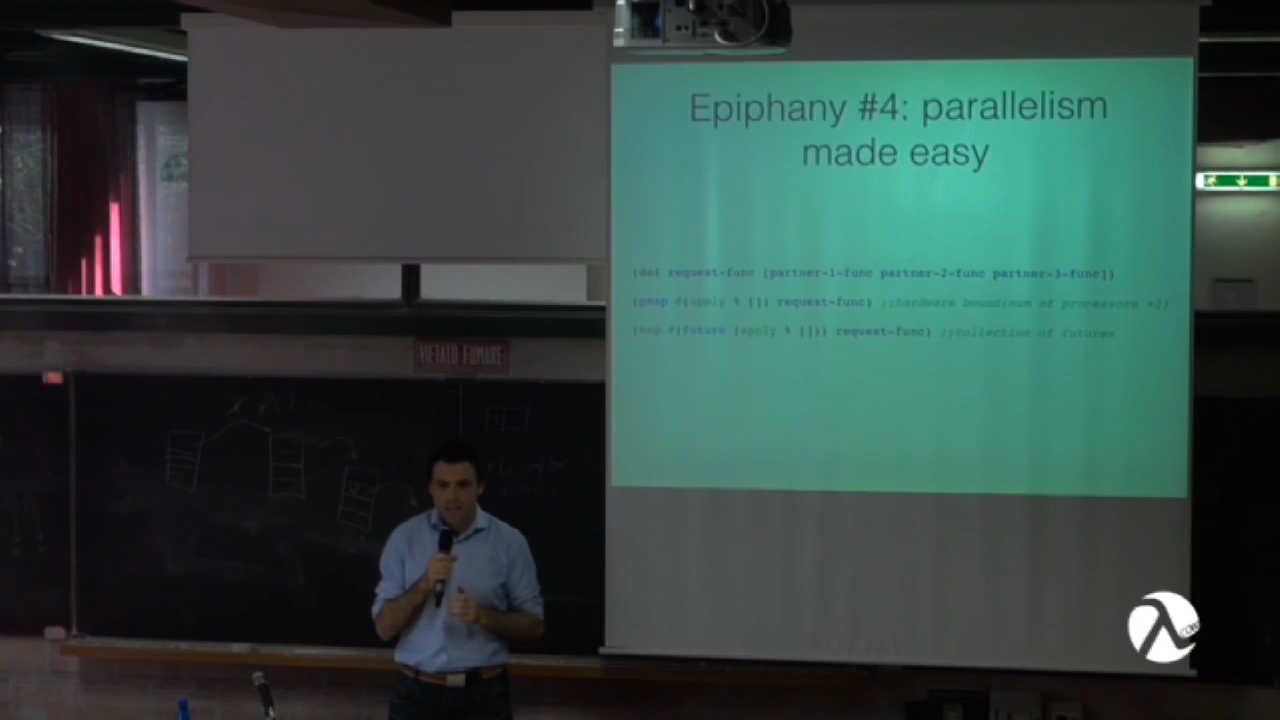 Epiphany #4: parallelism
made easy
(def request-func [partner-1-func partner-2-func partner-3-func])
(pmap #(apply % []) request-func) ;;hardware bound(num of processors +2)
(map #(future (apply % [])) request-func) ;;collection of futures
VIETATO FUMARE
COM